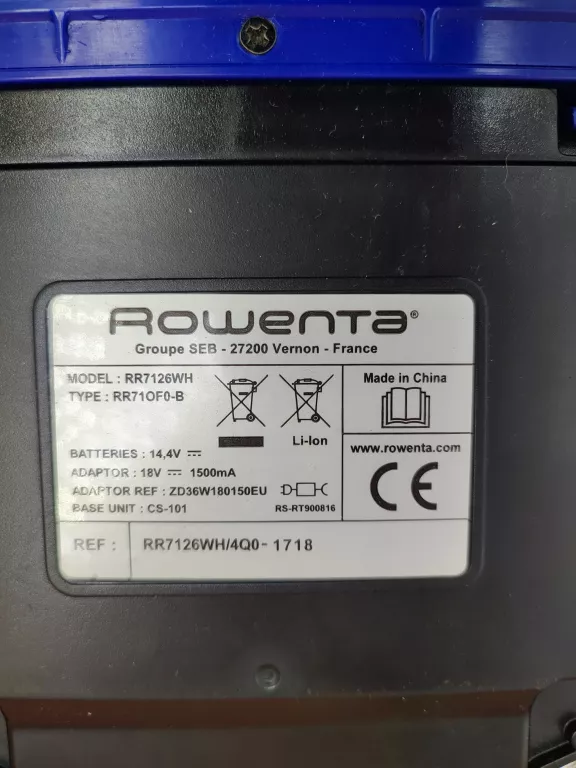 Rowenta®
Groupe SEB - 27200 Vernon - France
MODEL : RR7126WH
TYPE : RR71OF0-B
Li-Ion
BATTERIES : 14,4V ⎓
ADAPTOR : 18V ⎓ 1500mA
ADAPTOR REF : ZD36W180150EU
BASE UNIT : CS-101
RS-RT900816
Made in China
www.rowenta.com
CE
REF : RR7126WH/4Q0-1718